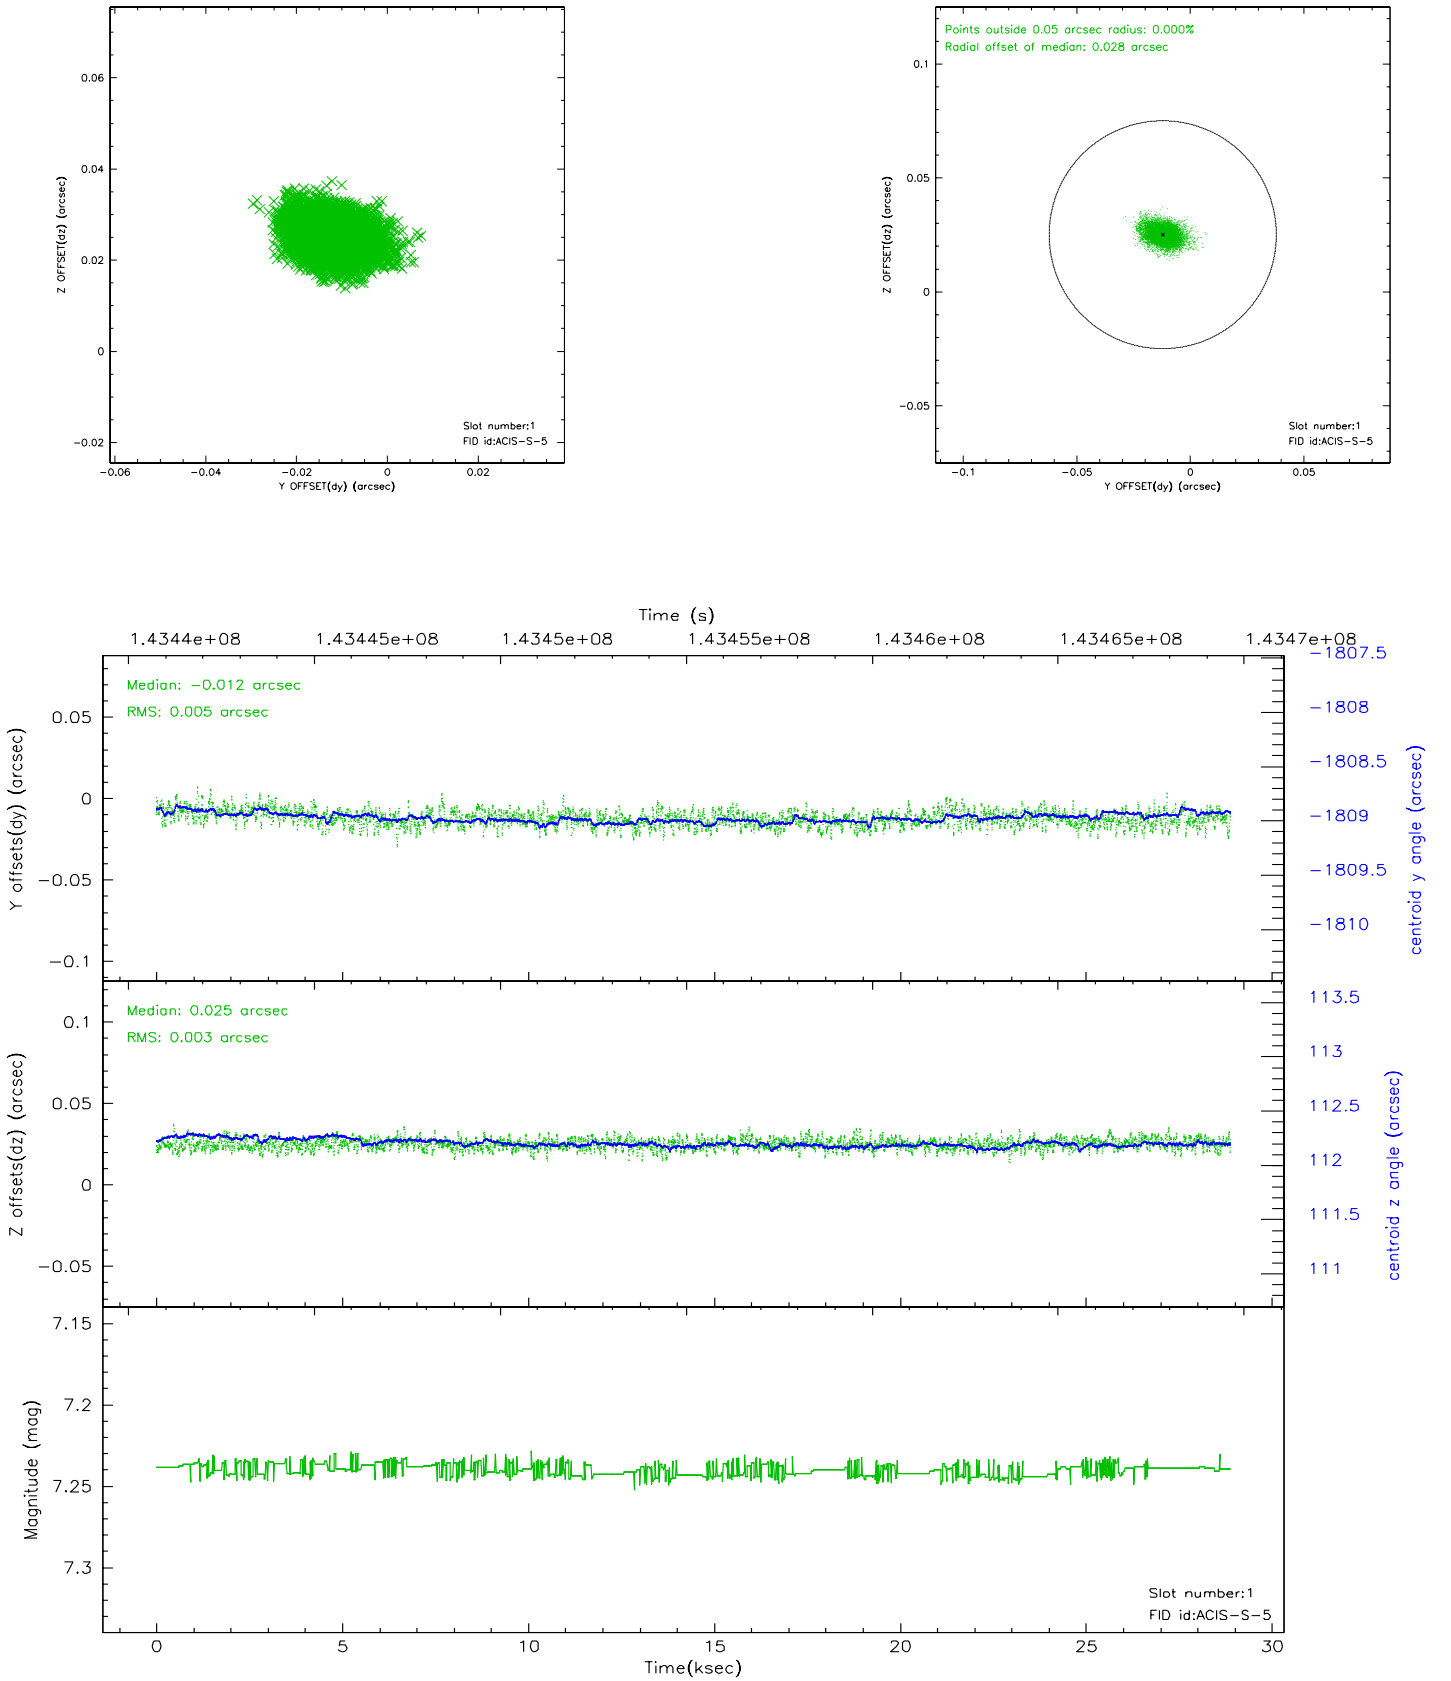 0.06
0.04
0.02
0
-0.02
Z OFFSET(dz) (arcsec)
-0.06 -0.04 -0.02 0 0.02
Y OFFSET(dy) (arcsec)
Slot number:1
FID id:ACIS-S-5
Points outside 0.05 arcsec radius: 0.000%
Radial offset of median: 0.028 arcsec
0.1
0.05
0
-0.05
Z OFFSET(dz) (arcsec)
-0.1 -0.05 0 0.05
Y OFFSET(dy) (arcsec)
Slot number:1
FID id:ACIS-S-5
Time (s)
1.4344e+08 1.43445e+08 1.4345e+08 1.43455e+08 1.4346e+08 1.43465e+08 1.4347e+08
Median: -0.012 arcsec
RMS: 0.005 arcsec
0.05
0
-0.05
-0.1
Y offsets(dy) (arcsec)
-1807.5
-1808
-1808.5
-1809
-1809.5
-1810
centroid y angle (arcsec)
Median: 0.025 arcsec
RMS: 0.003 arcsec
0.1
0.05
0
-0.05
Z offsets(dz) (arcsec)
113.5
113
112.5
112
111.5
111
centroid z angle (arcsec)
7.15
7.2
7.25
7.3
Magnitude (mag)
Slot number:1
FID id:ACIS-S-5
0 5 10 15 20 25 30
Time(ksec)